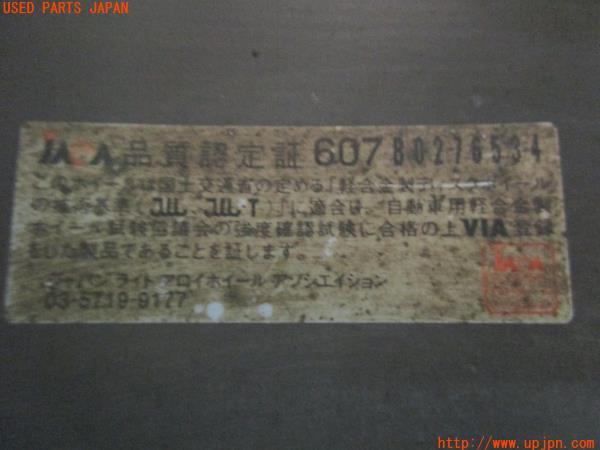 USED PARTS JAPAN
JAWA 品質認定証 607 80276534
このホイールは国土交通省の定める「軽合金製ディスクホイール
の技術基準(JWL、JWL-T)」に適合し、自動車用軽合金製
ホイール試験協議会の強度確認試験に合格の上VIA登録
をした製品であることを証します。
ジャパン ライト アロイホイール アソシエイション
03-5719-9177
http://www.upjpn.com/